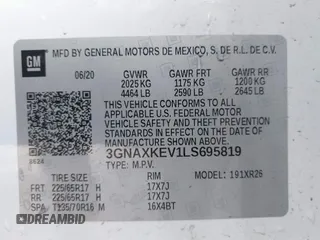 GM
MFD BY GENERAL MOTORS DE MEXICO, S. DE R.L. DE C.V.
06/20 GVWR GAWR FRT GAWR RR
2025 KG 1175 KG 1200 KG
4464 LB 2590 LB 2645 LB
THIS VEHICLE CONFORMS TO ALL APPLICABLE
U.S. FEDERAL MOTOR VEHICLE SAFETY, BUMPER, AND
THEFT PREVENTION STANDARDS IN EFFECT ON THE
DATE OF MANUFACTURE SHOWN ABOVE.
3GNAXKEV1LS695819
TYPE: M.P.V.
TIRE SIZE RIM MODEL: 191XR26
FRT 225/65R17 H 17X7J
RR 225/65R17 H 17X7J
SPA T135/70R16 M 16X4BT
AUTOBIDMASTER